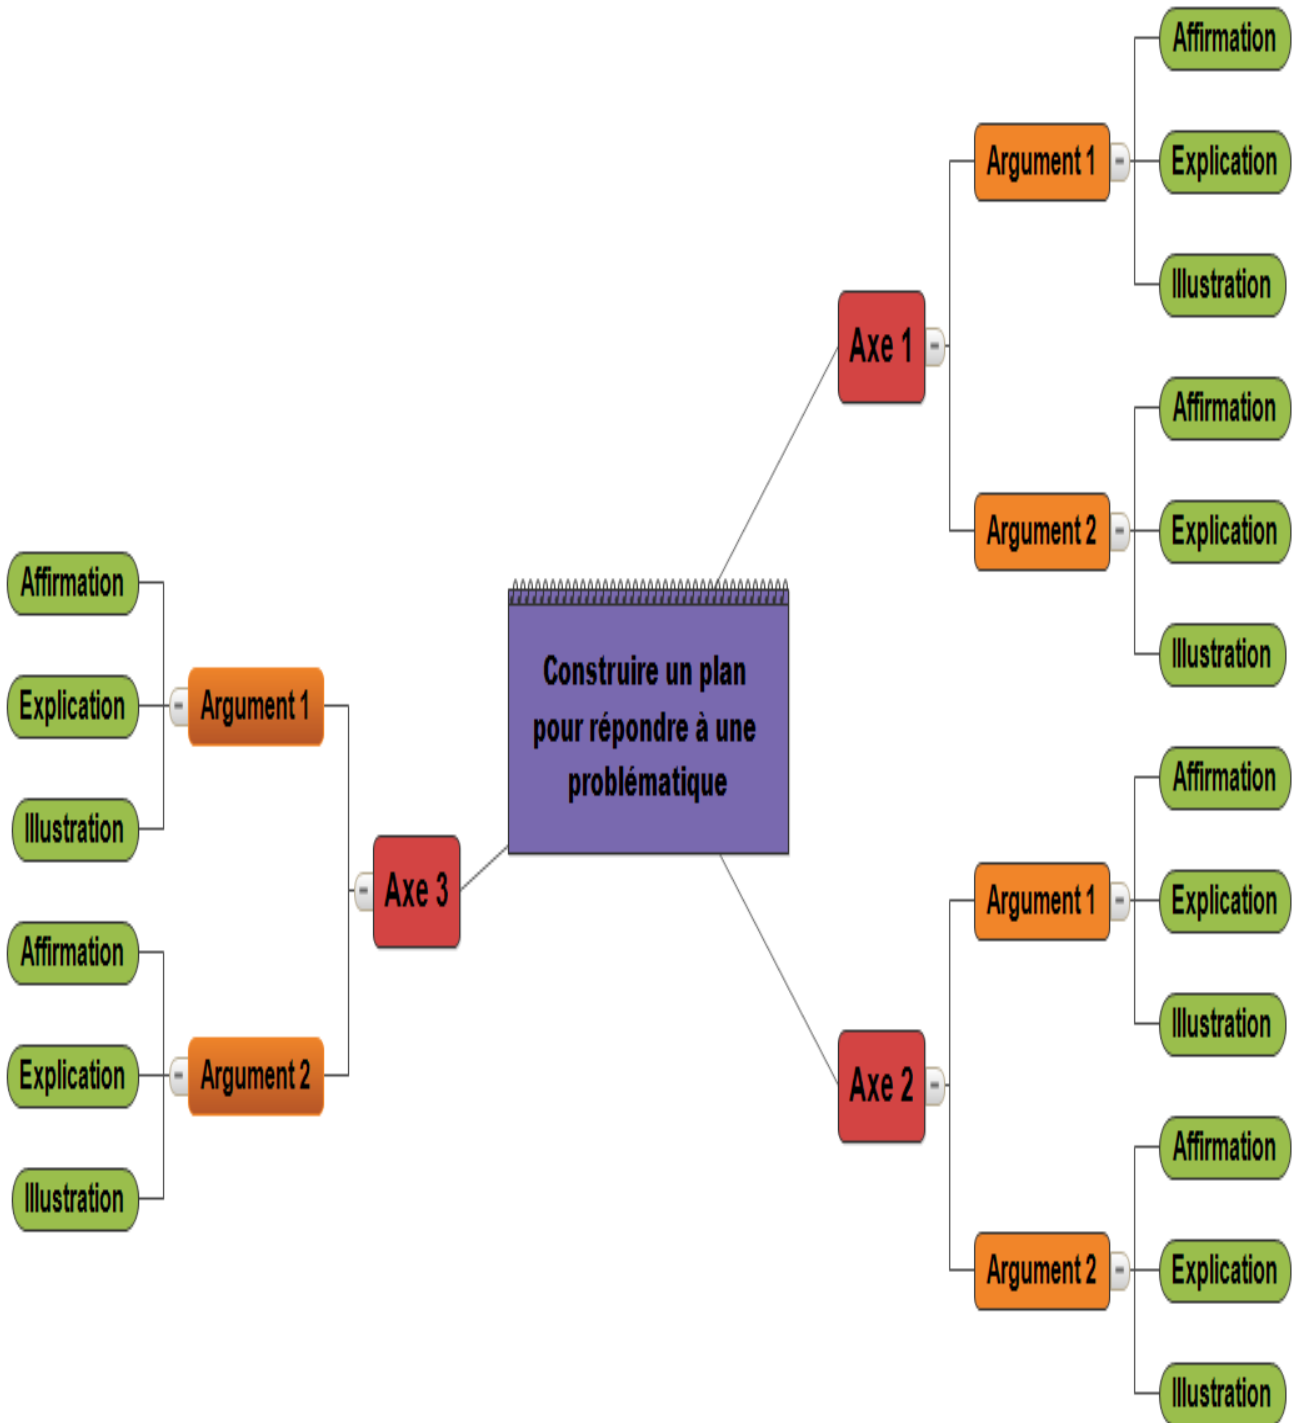 Construire un plan
pour répondre à une
problématique
Axe 1
Argument 1
Affirmation
Explication
Illustration
Argument 2
Affirmation
Explication
Illustration
Axe 2
Argument 1
Affirmation
Explication
Illustration
Argument 2
Affirmation
Explication
Illustration
Axe 3
Argument 1
Affirmation
Explication
Illustration
Argument 2
Affirmation
Explication
Illustration